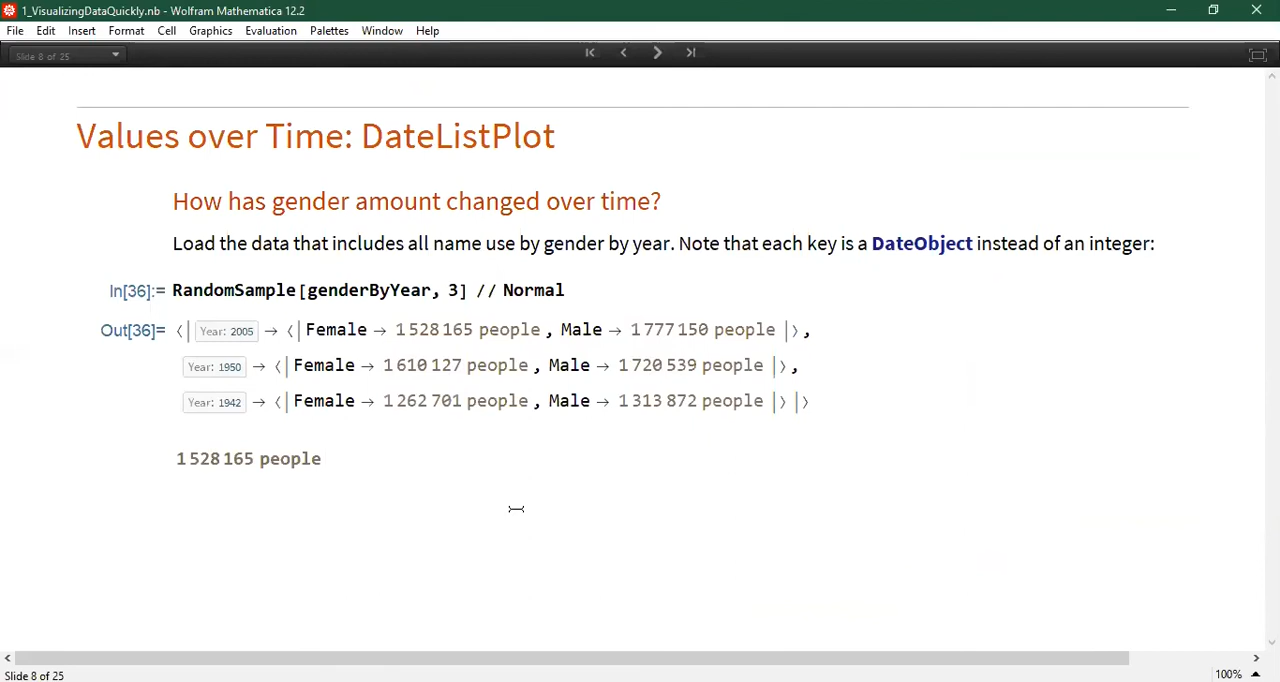 1_VisualizingDataQuickly.nb - Wolfram Mathematica 12.2
File Edit Insert Format Cell Graphics Evaluation Palettes Window Help
Slide 8 of 25
Values over Time: DateListPlot
How has gender amount changed over time?
Load the data that includes all name use by gender by year. Note that each key is a DateObject instead of an integer:
In[36]:= RandomSample[genderByYear, 3] // Normal
Out[36]= <|Year: 2005 → <|Female → 1 528 165 people, Male → 1 777 150 people|>,
Year: 1950 → <|Female → 1 610 127 people, Male → 1 720 539 people|>,
Year: 1942 → <|Female → 1 262 701 people, Male → 1 313 872 people|>|>
1 528 165 people
Slide 8 of 25
100%